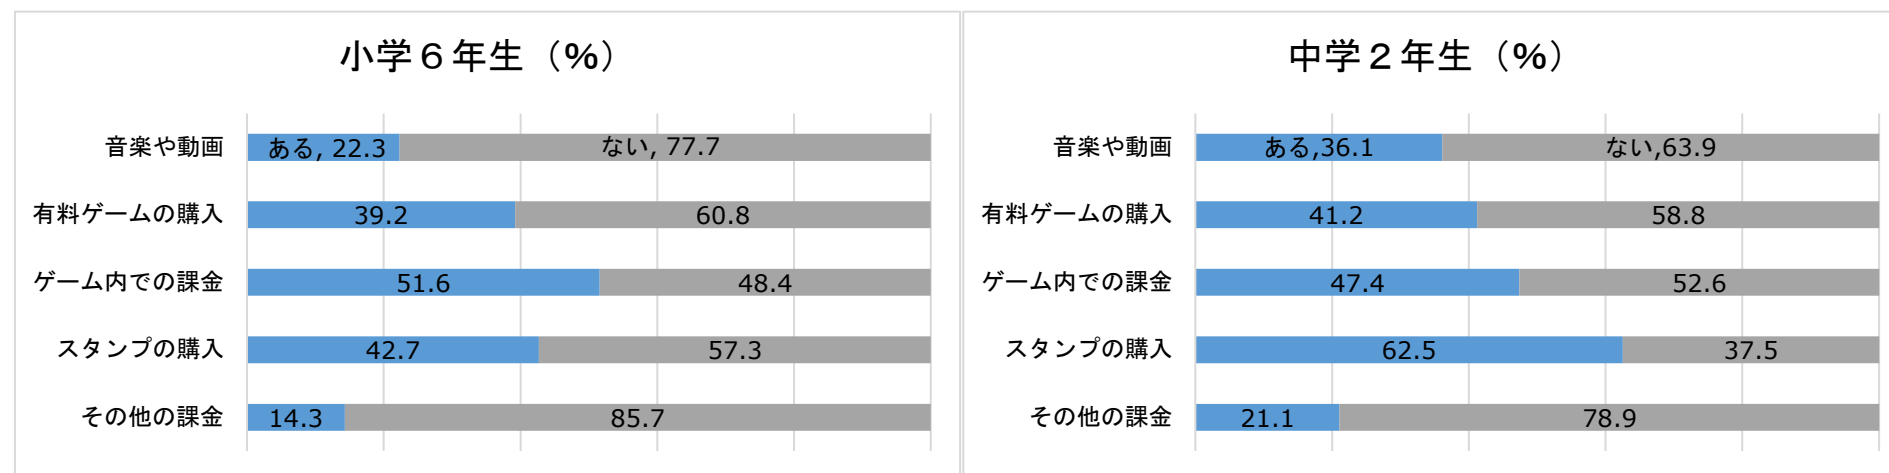 小学６年生（%）
音楽や動画 ある, 22.3 ない, 77.7
有料ゲームの購入 39.2 60.8
ゲーム内での課金 51.6 48.4
スタンプの購入 42.7 57.3
その他の課金 14.3 85.7
中学２年生（%）
音楽や動画 ある,36.1 ない,63.9
有料ゲームの購入 41.2 58.8
ゲーム内での課金 47.4 52.6
スタンプの購入 62.5 37.5
その他の課金 21.1 78.9